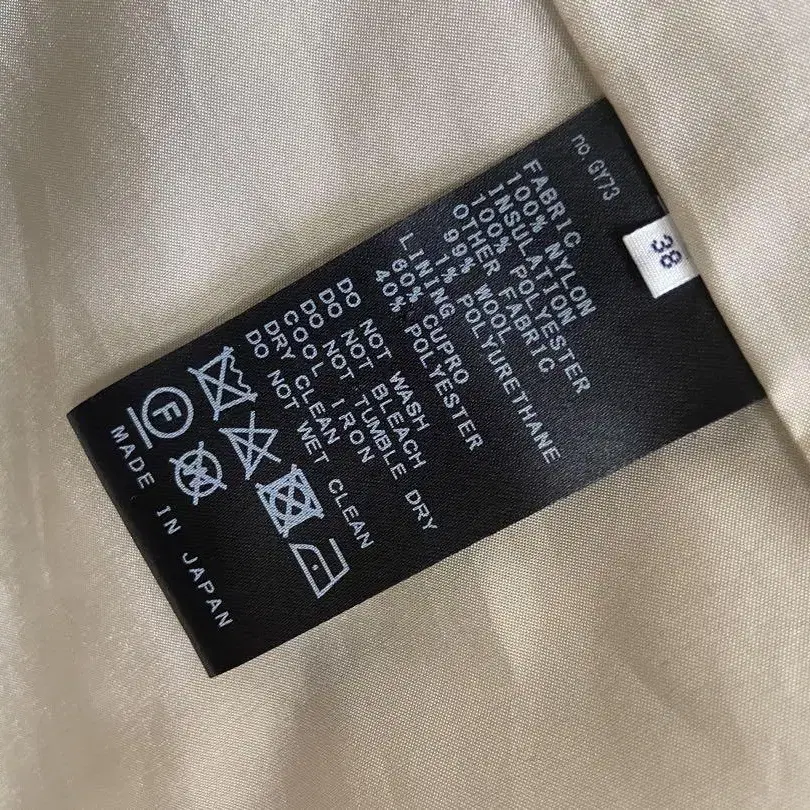 no. GY73
38
FABRIC
100% NYLON
INSULATION
100% POLYESTER
OTHER FABRIC
99% WOOL
1% POLYURETHANE
LINING
60% CUPRO
40% POLYESTER
DO NOT WASH
DO NOT BLEACH
DO NOT TUMBLE DRY
COOL IRON
DRY CLEAN
DO NOT WET CLEAN
F
MADE IN JAPAN